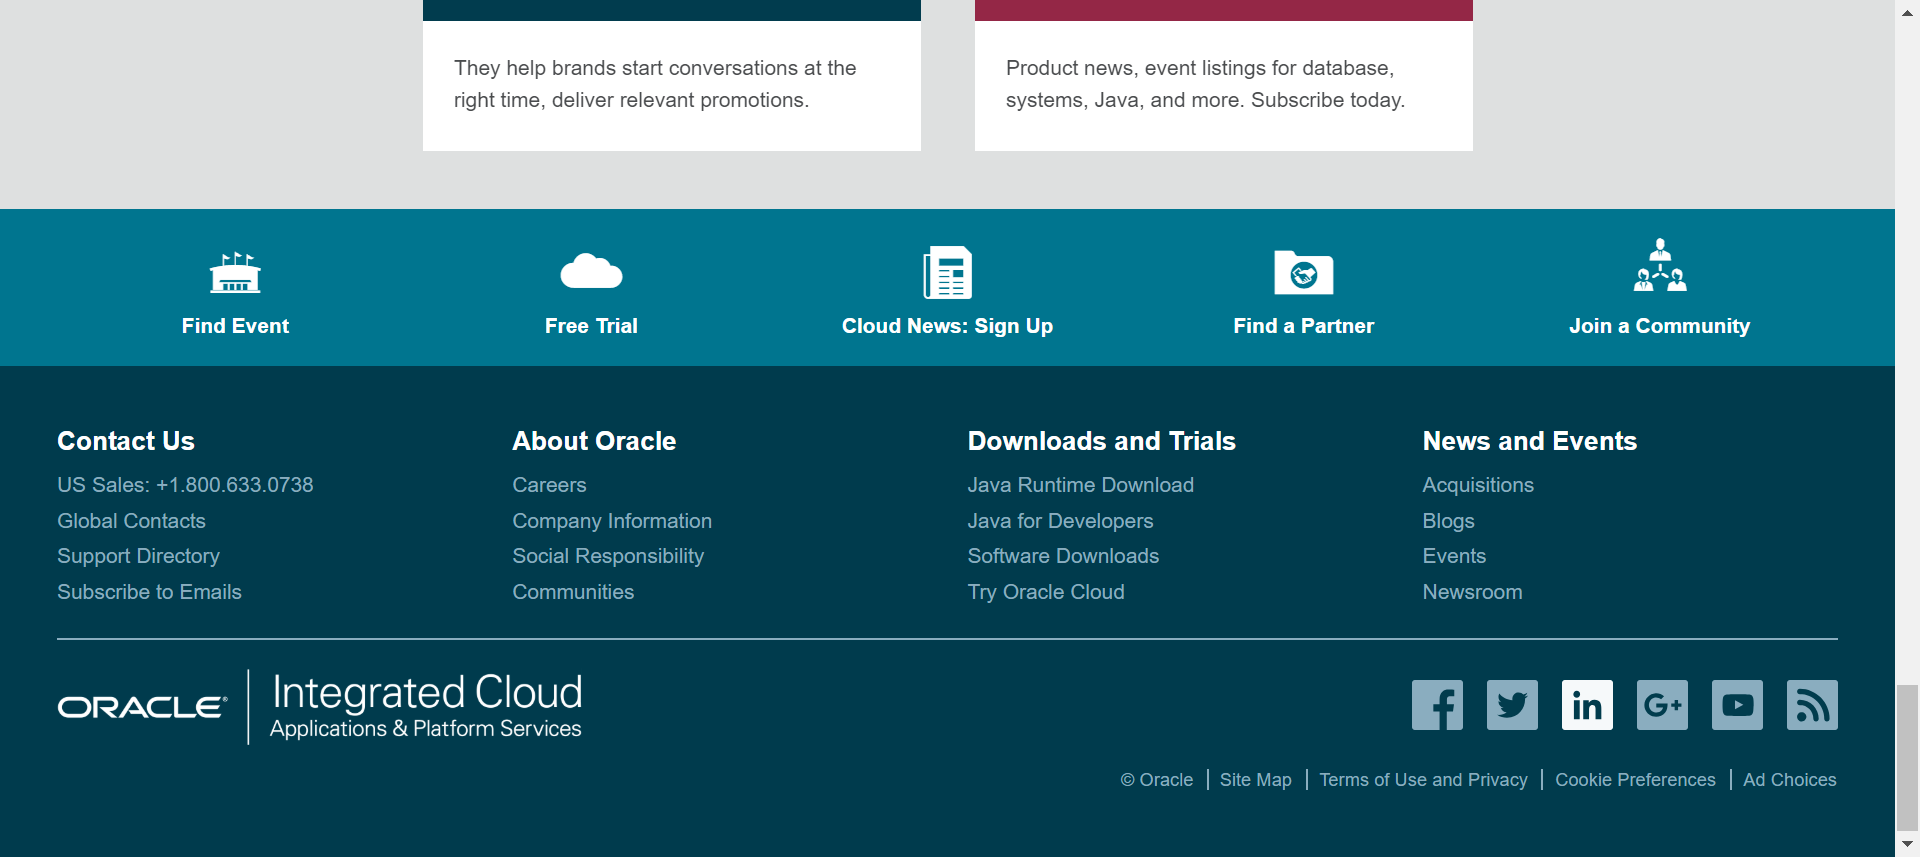 They help brands start conversations at the
right time, deliver relevant promotions.
Product news, event listings for database,
systems, Java, and more. Subscribe today.
Find Event
Free Trial
Cloud News: Sign Up
Find a Partner
Join a Community
Contact Us
US Sales: +1.800.633.0738
Global Contacts
Support Directory
Subscribe to Emails
About Oracle
Careers
Company Information
Social Responsibility
Communities
Downloads and Trials
Java Runtime Download
Java for Developers
Software Downloads
Try Oracle Cloud
News and Events
Acquisitions
Blogs
Events
Newsroom
ORACLE®
Integrated Cloud
Applications & Platform Services
f
in
G+
© Oracle | Site Map | Terms of Use and Privacy | Cookie Preferences | Ad Choices